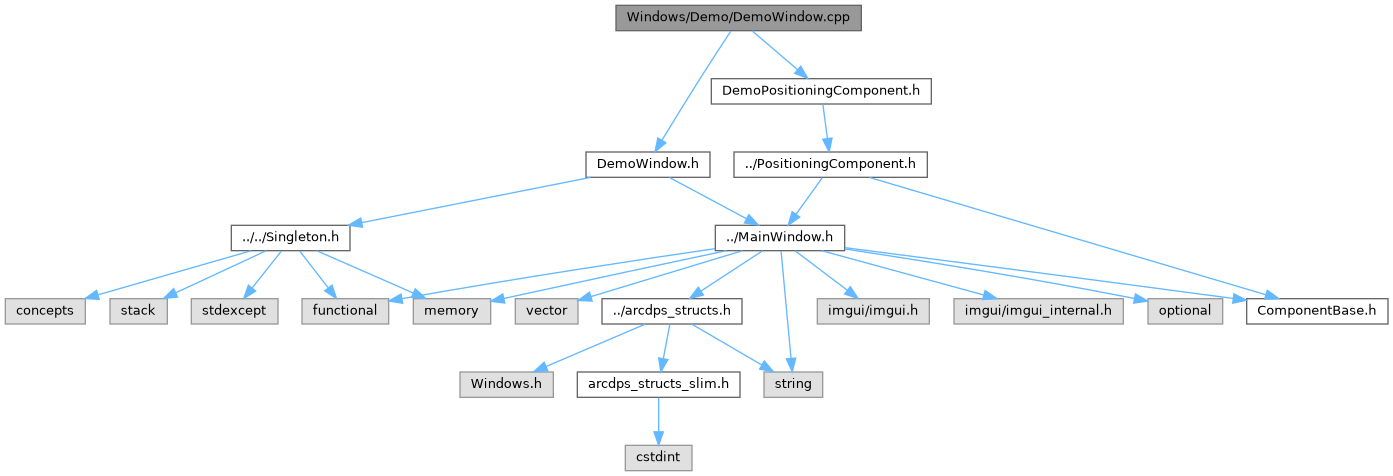 Windows/Demo/DemoWindow.cpp
DemoPositioningComponent.h
DemoWindow.h
../PositioningComponent.h
../../Singleton.h
../MainWindow.h
concepts
stack
stdexcept
functional
memory
vector
../arcdps_structs.h
imgui/imgui.h
imgui/imgui_internal.h
optional
ComponentBase.h
Windows.h
arcdps_structs_slim.h
string
cstdint